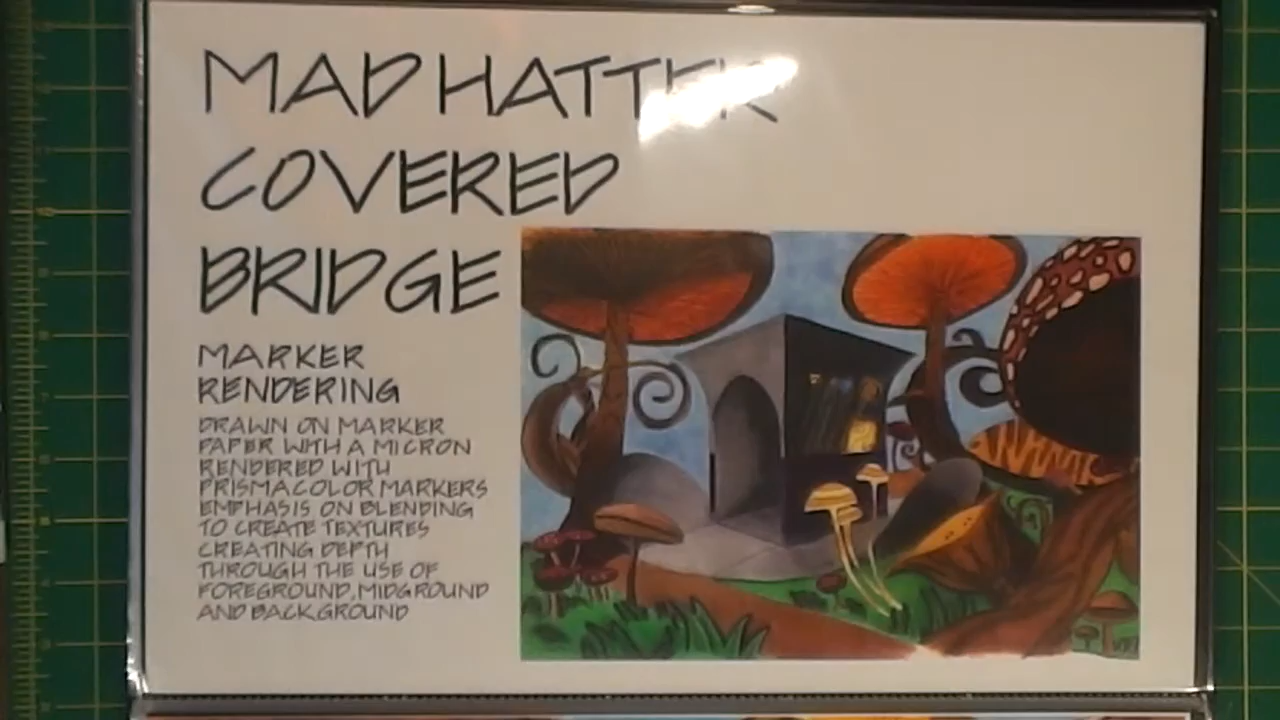 MAD HATTER
COVERED
BRIDGE
MARKER
RENDERING
DRAWN ON MARKER
PAPER WITH A MICRON
RENDERED WITH
PRISMACOLOR MARKERS
EMPHASIS ON BLENDING
TO CREATE TEXTURES
CREATING DEPTH
THROUGH THE USE OF
FOREGROUND, MIDGROUND
AND BACKGROUND